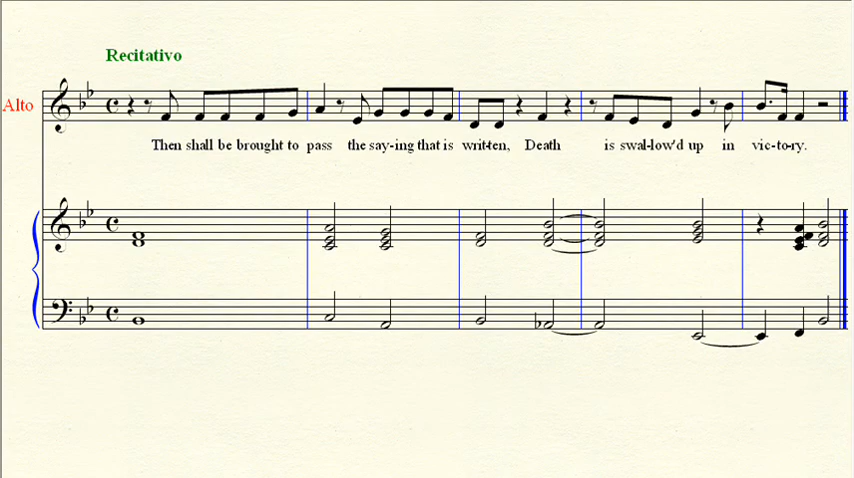 Recitativo
Alto
Then shall be brought to pass the say-ing that is writ-ten, Death is swal-low'd up in vic-to-ry.